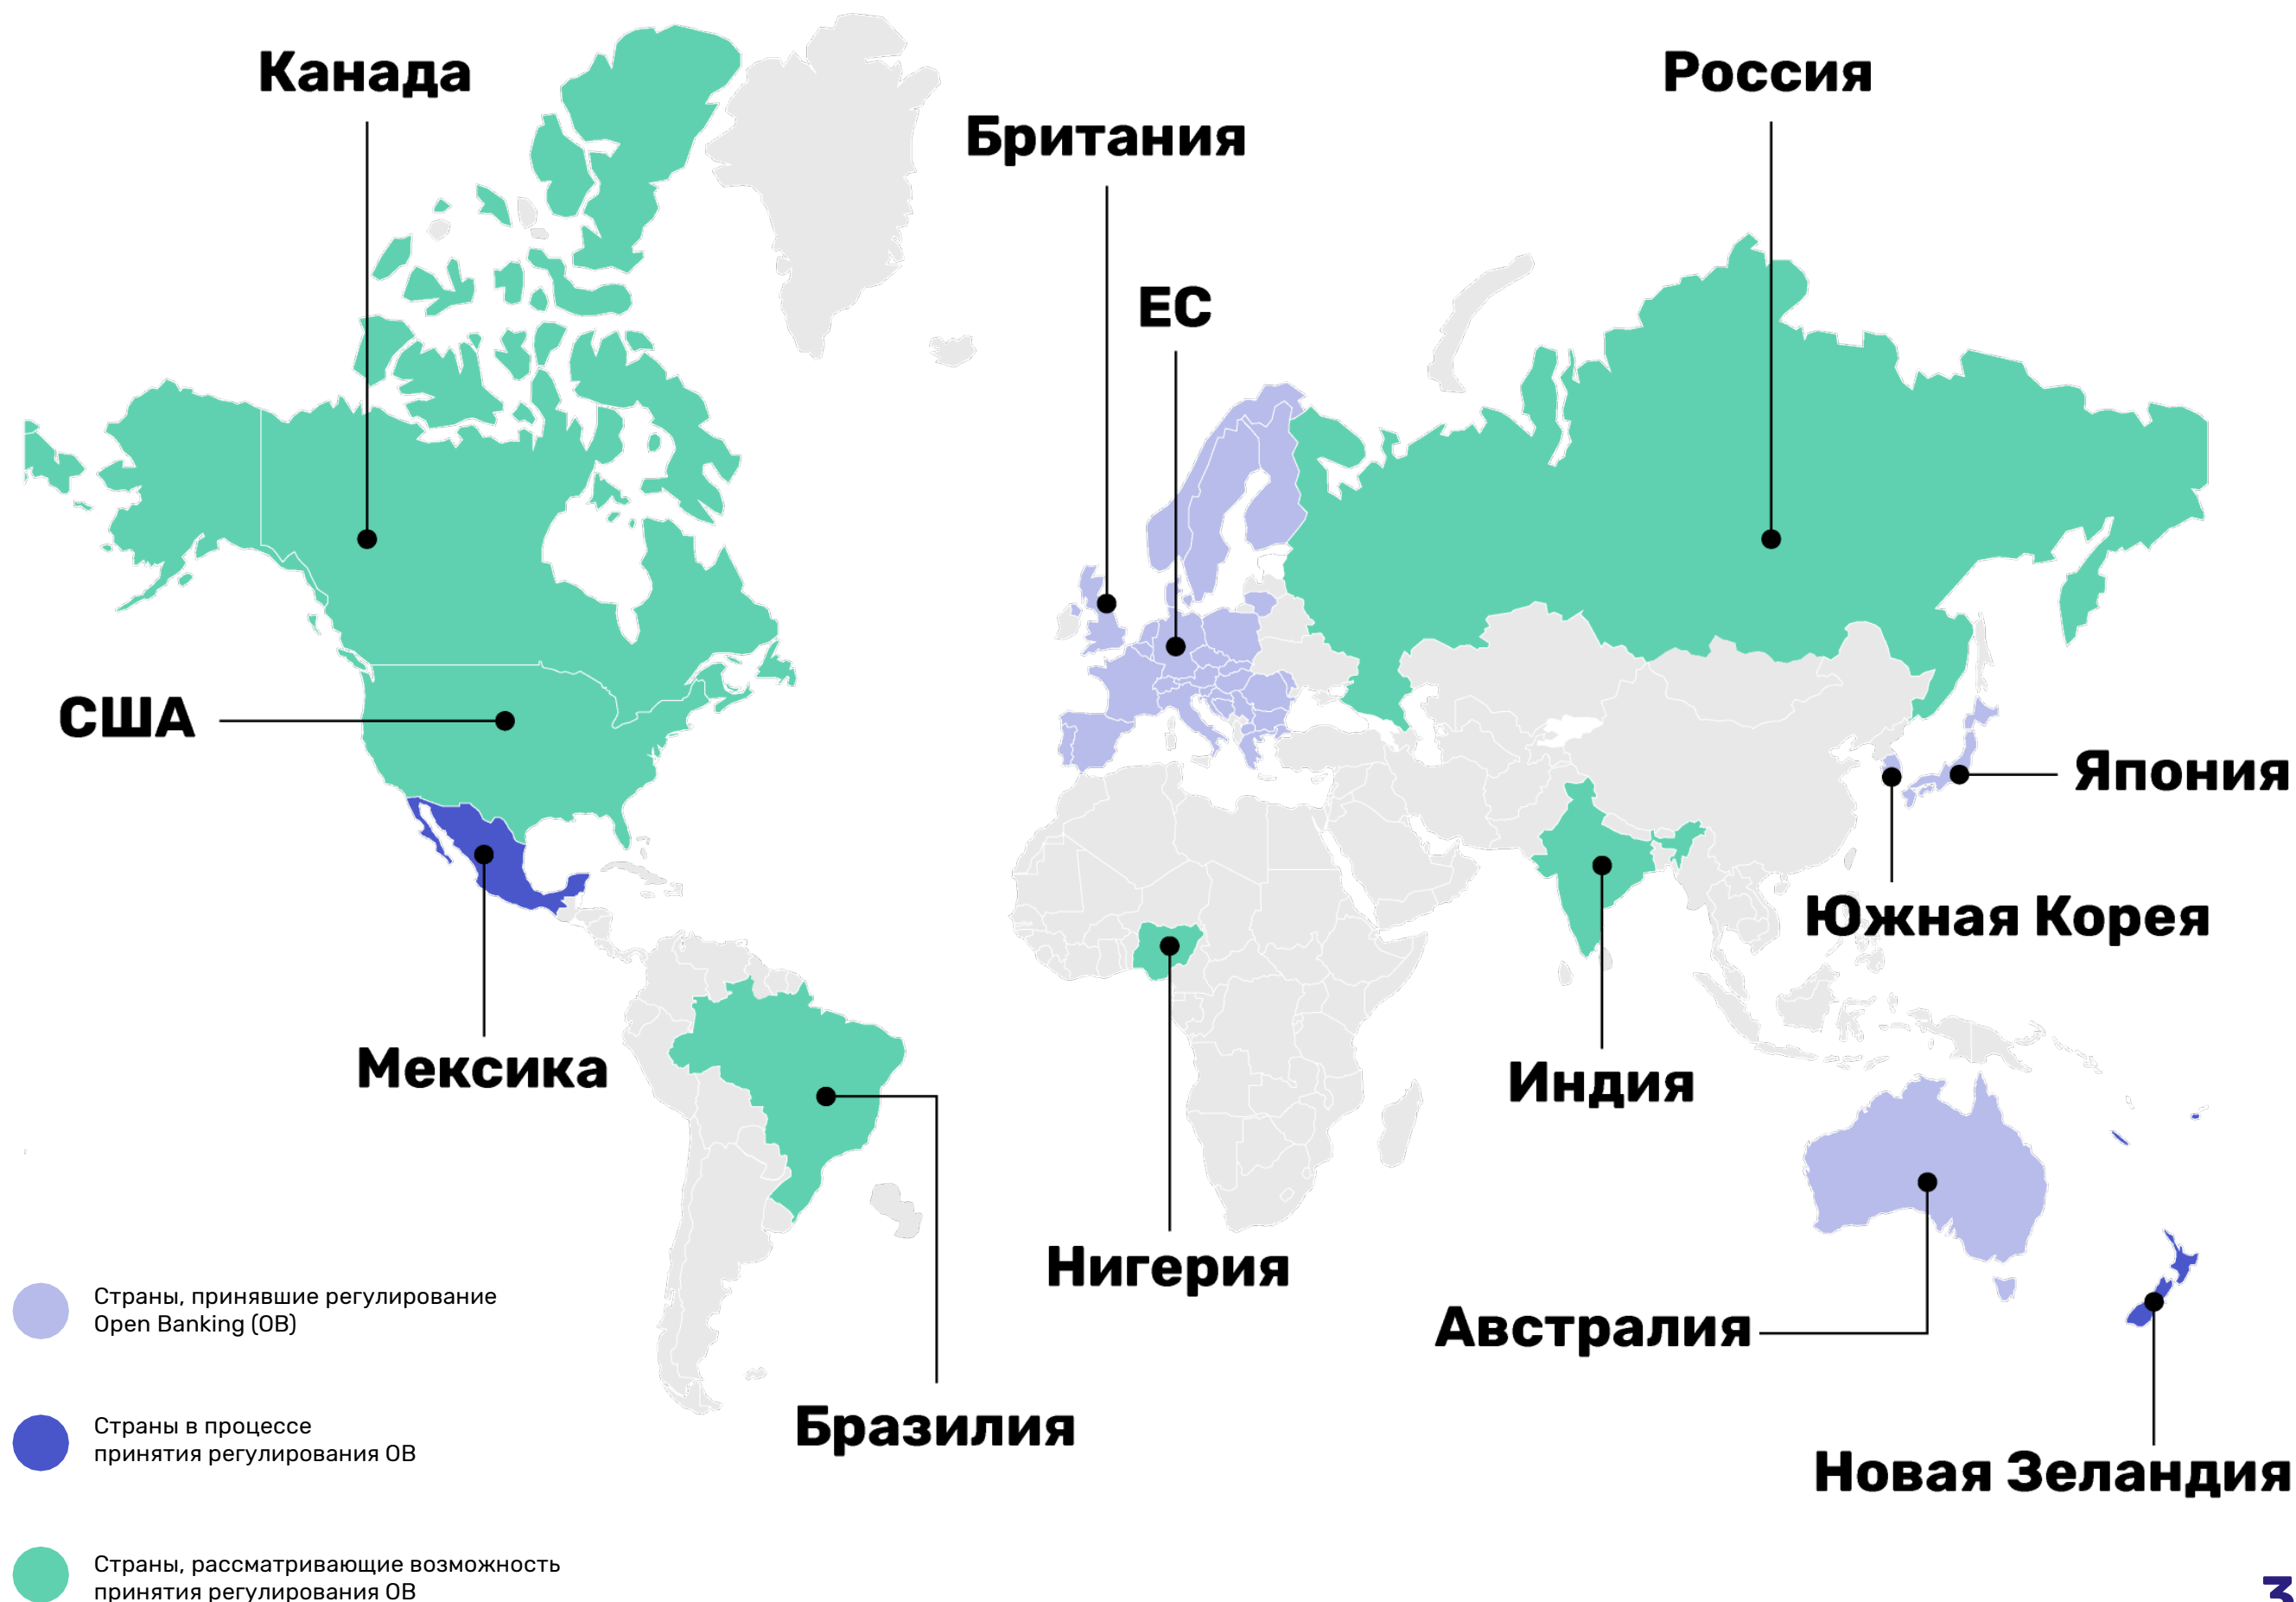 Канада
Россия
Британия
ЕС
США
Япония
Южная Корея
Мексика
Индия
Нигерия
Страны, принявшие регулирование
Open Banking (OB)
Австралия
Бразилия
Страны в процессе
принятия регулирования OB
Новая Зеландия
Страны, рассматривающие возможность
принятия регулирования OB
3